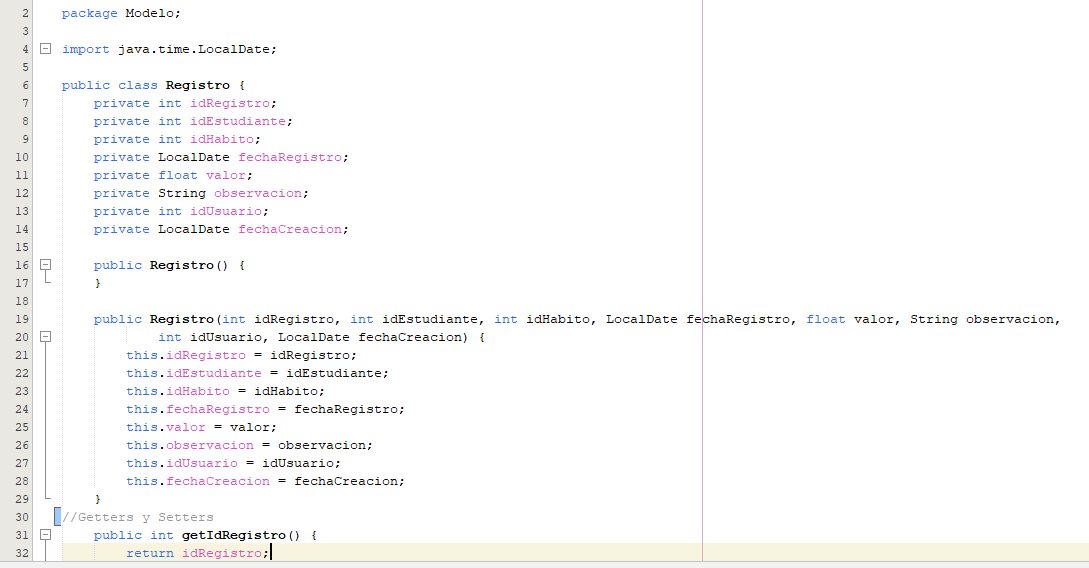 2 package Modelo;
3
4 import java.time.LocalDate;
5
6 public class Registro {
7 private int idRegistro;
8 private int idEstudiante;
9 private int idHabito;
10 private LocalDate fechaRegistro;
11 private float valor;
12 private String observacion;
13 private int idUsuario;
14 private LocalDate fechaCreacion;
15
16 public Registro() {
17 }
18
19 public Registro(int idRegistro, int idEstudiante, int idHabito, LocalDate fechaRegistro, float valor, String observacion,
20 int idUsuario, LocalDate fechaCreacion) {
21 this.idRegistro = idRegistro;
22 this.idEstudiante = idEstudiante;
23 this.idHabito = idHabito;
24 this.fechaRegistro = fechaRegistro;
25 this.valor = valor;
26 this.observacion = observacion;
27 this.idUsuario = idUsuario;
28 this.fechaCreacion = fechaCreacion;
29 }
30 //Getters y Setters
31 public int getIdRegistro() {
32 return idRegistro;